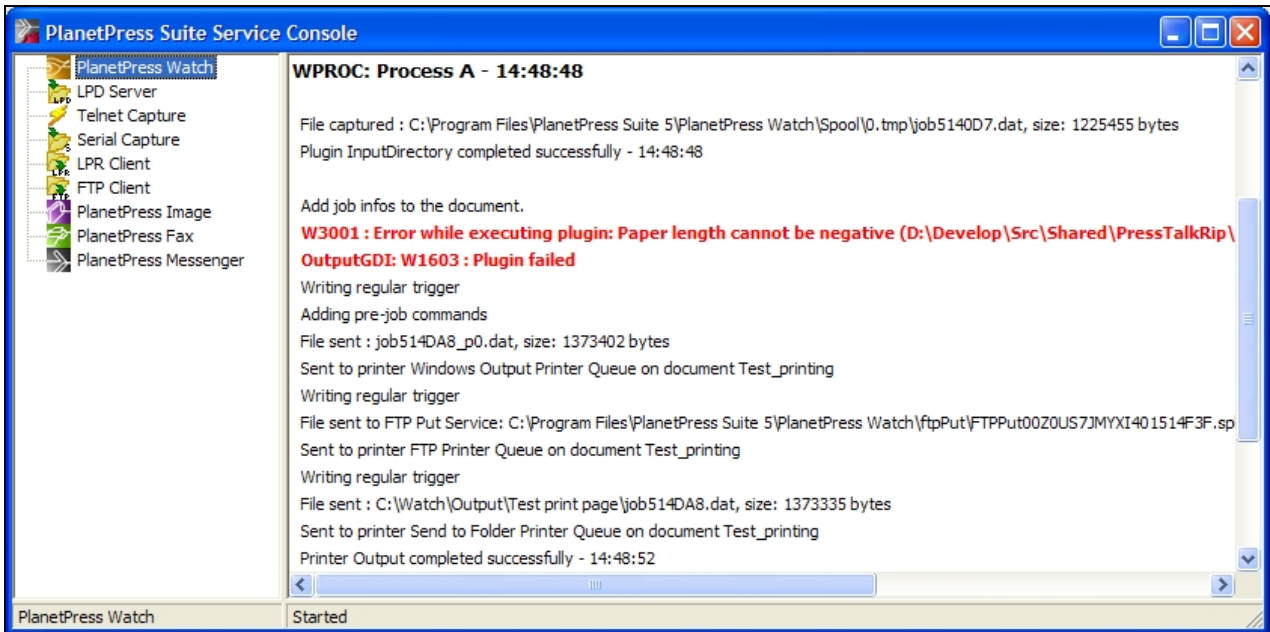 PlanetPress Suite Service Console
PlanetPress Watch
LPD Server
Telnet Capture
Serial Capture
LPR Client
FTP Client
PlanetPress Image
PlanetPress Fax
PlanetPress Messenger
WPROC: Process A - 14:48:48
File captured : C:\Program Files\PlanetPress Suite 5\PlanetPress Watch\Spool\0.tmp\job5140D7.dat, size: 1225455 bytes
Plugin InputDirectory completed successfully - 14:48:48
Add job infos to the document.
W3001 : Error while executing plugin: Paper length cannot be negative (D:\Develop\Src\Shared\PressTalkRip\
OutputGDI: W1603 : Plugin failed
Writing regular trigger
Adding pre-job commands
File sent : job514DA8_p0.dat, size: 1373402 bytes
Sent to printer Windows Output Printer Queue on document Test_printing
Writing regular trigger
File sent to FTP Put Service: C:\Program Files\PlanetPress Suite 5\PlanetPress Watch\ftpPut\FTPPut00Z0US7JMYXI401514F3F.sp
Sent to printer FTP Printer Queue on document Test_printing
Writing regular trigger
File sent : C:\Watch\Output\Test print page\job514DA8.dat, size: 1373335 bytes
Sent to printer Send to Folder Printer Queue on document Test_printing
Printer Output completed successfully - 14:48:52
PlanetPress Watch
Started